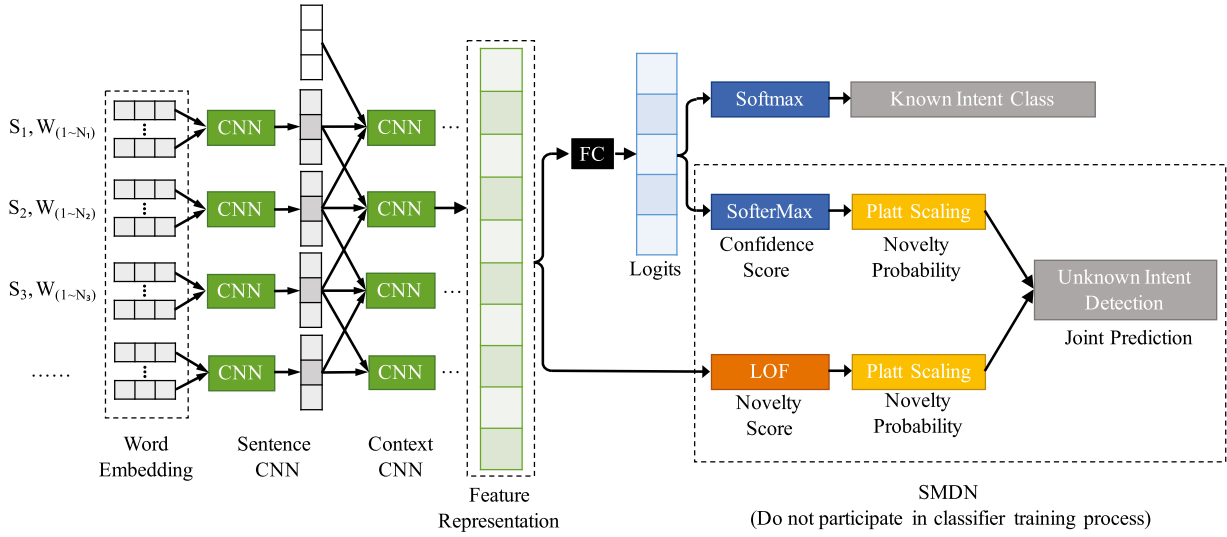 S₁, W₍₁~N₁₎
CNN
CNN
...
S₂, W₍₁~N₂₎
CNN
CNN
S₃, W₍₁~N₃₎
CNN
CNN
...
......
CNN
CNN
...
Word
Embedding
Sentence
CNN
Context
CNN
Feature
Representation
FC
Logits
Softmax
Known Intent Class
SofterMax
Confidence
Score
Platt Scaling
Novelty
Probability
LOF
Novelty
Score
Platt Scaling
Novelty
Probability
Unknown Intent
Detection
Joint Prediction
SMDN
(Do not participate in classifier training process)